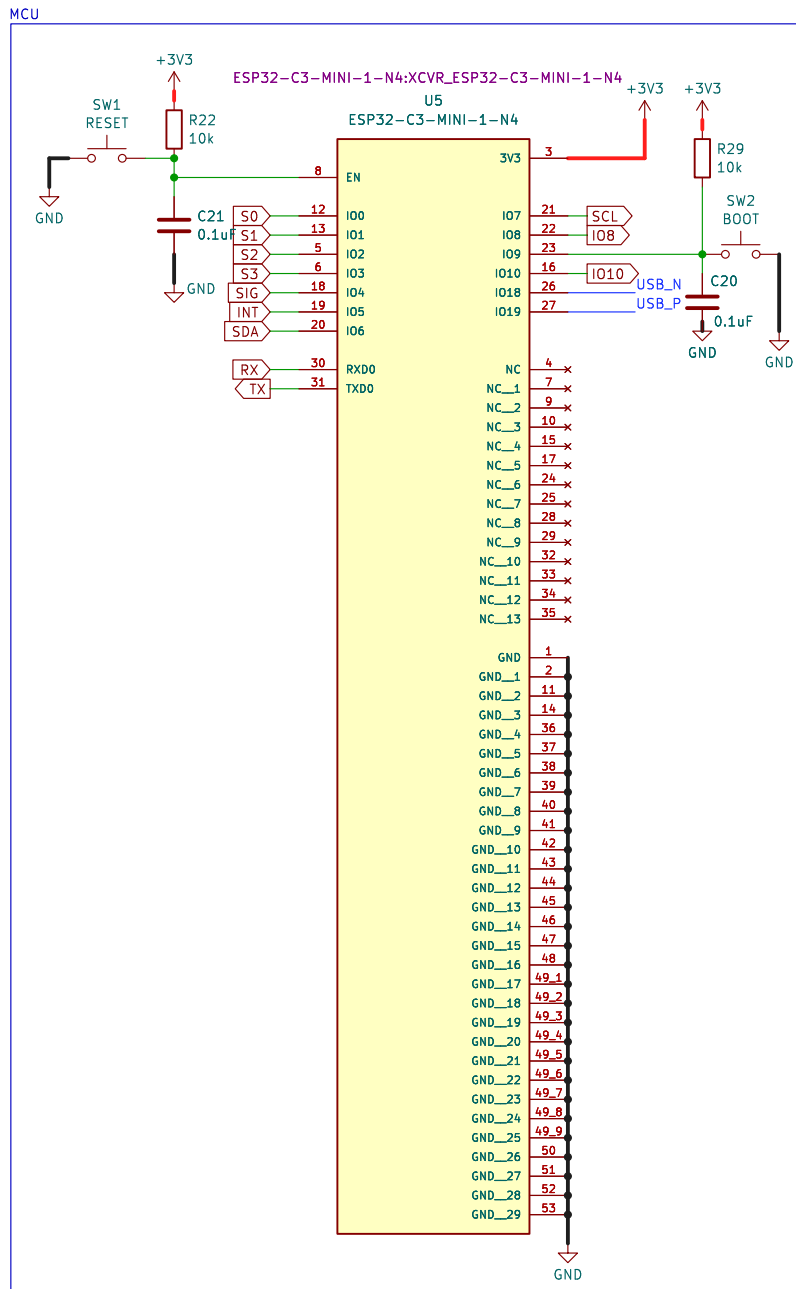 MCU
+3V3
SW1
RESET
R22
10k
GND
C21
0.1uF
GND
ESP32-C3-MINI-1-N4:XCVR_ESP32-C3-MINI-1-N4
U5
ESP32-C3-MINI-1-N4
+3V3
+3V3
R29
10k
SW2
BOOT
C20
0.1uF
GND
GND
8 EN
S0 12 IO0
S1 13 IO1
S2 5 IO2
S3 6 IO3
SIG 18 IO4
INT 19 IO5
SDA 20 IO6
RX 30 RXD0
TX 31 TXD0
3V3 3
IO7 21 SCL
IO8 22 IO8
IO9 23
IO10 16 IO10
IO18 26 USB_N
IO19 27 USB_P
NC 4
NC__1 7
NC__2 9
NC__3 10
NC__4 15
NC__5 17
NC__6 24
NC__7 25
NC__8 28
NC__9 29
NC__10 32
NC__11 33
NC__12 34
NC__13 35
GND 1
GND__1 2
GND__2 11
GND__3 14
GND__4 36
GND__5 37
GND__6 38
GND__7 39
GND__8 40
GND__9 41
GND__10 42
GND__11 43
GND__12 44
GND__13 45
GND__14 46
GND__15 47
GND__16 48
GND__17 49_1
GND__18 49_2
GND__19 49_3
GND__20 49_4
GND__21 49_5
GND__22 49_6
GND__23 49_7
GND__24 49_8
GND__25 49_9
GND__26 50
GND__27 51
GND__28 52
GND__29 53
GND